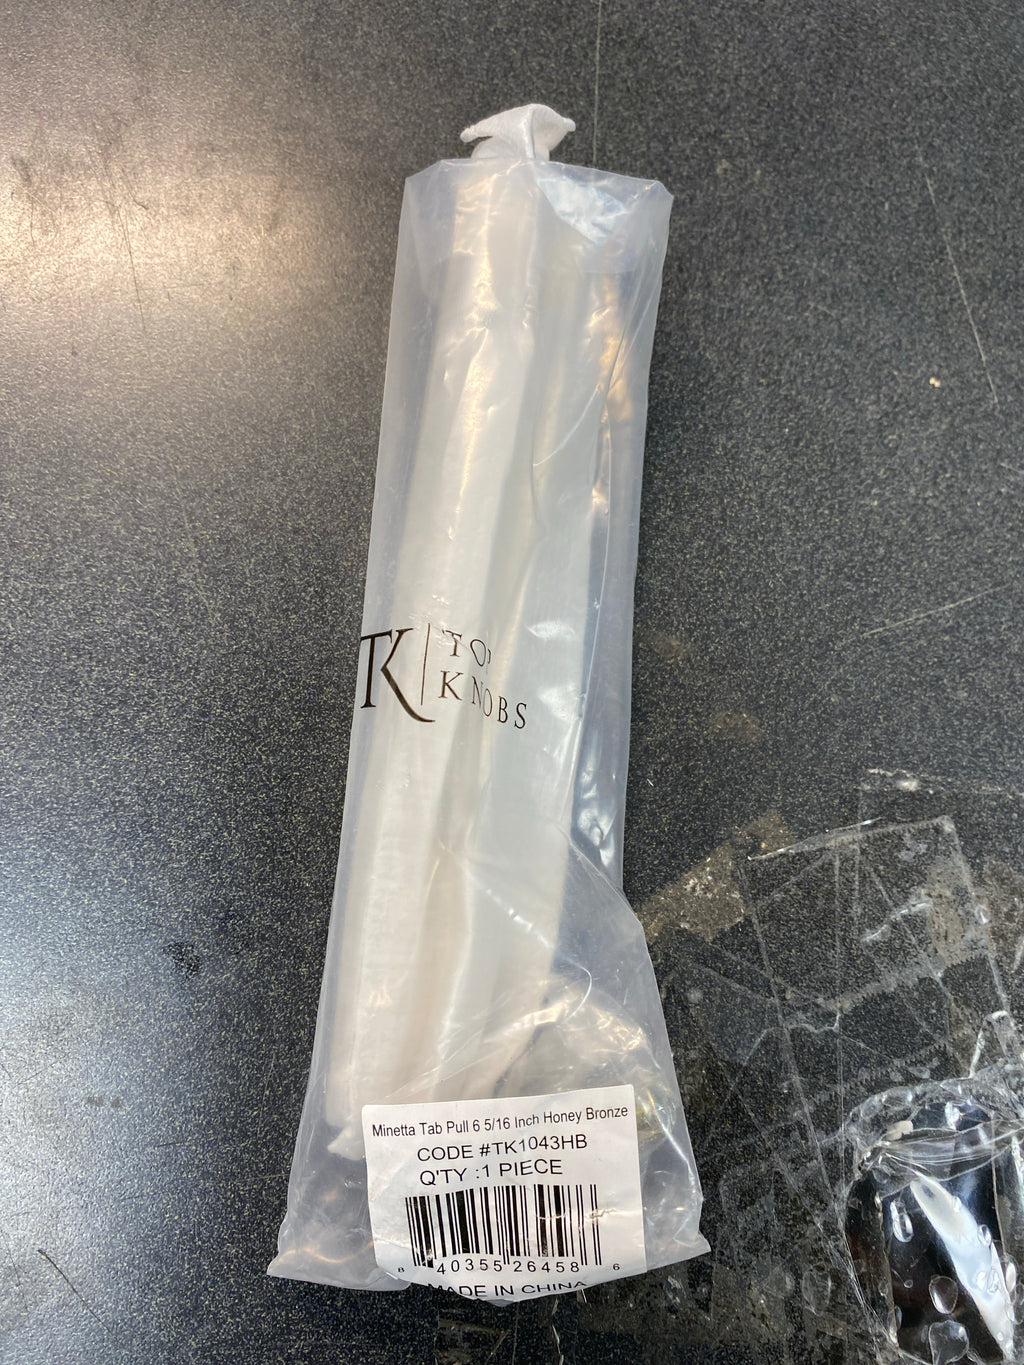 TK TOP
KNOBS
Minetta Tab Pull 6 5/16 Inch Honey Bronze
CODE #TK1043HB
Q'TY :1 PIECE
8 40355 26458 6
MADE IN CHINA